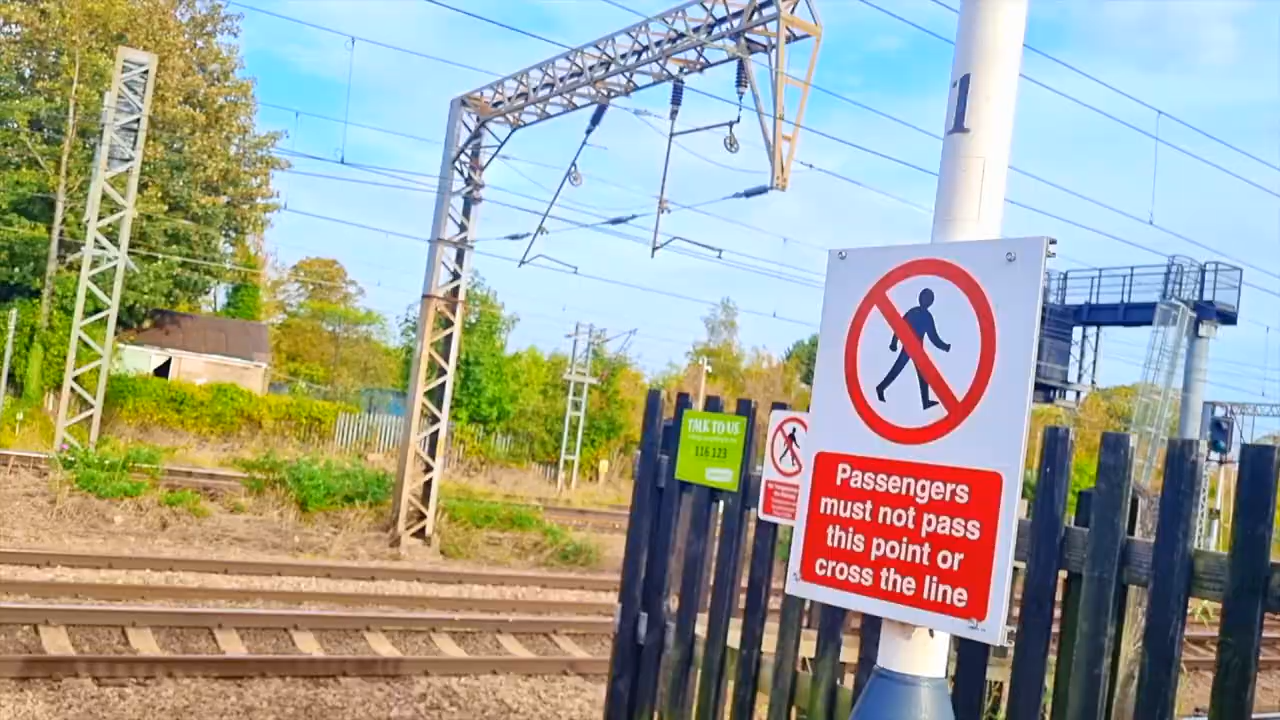 1
TALK TO US
116 123
Passengers
must not pass
this point or
cross the line